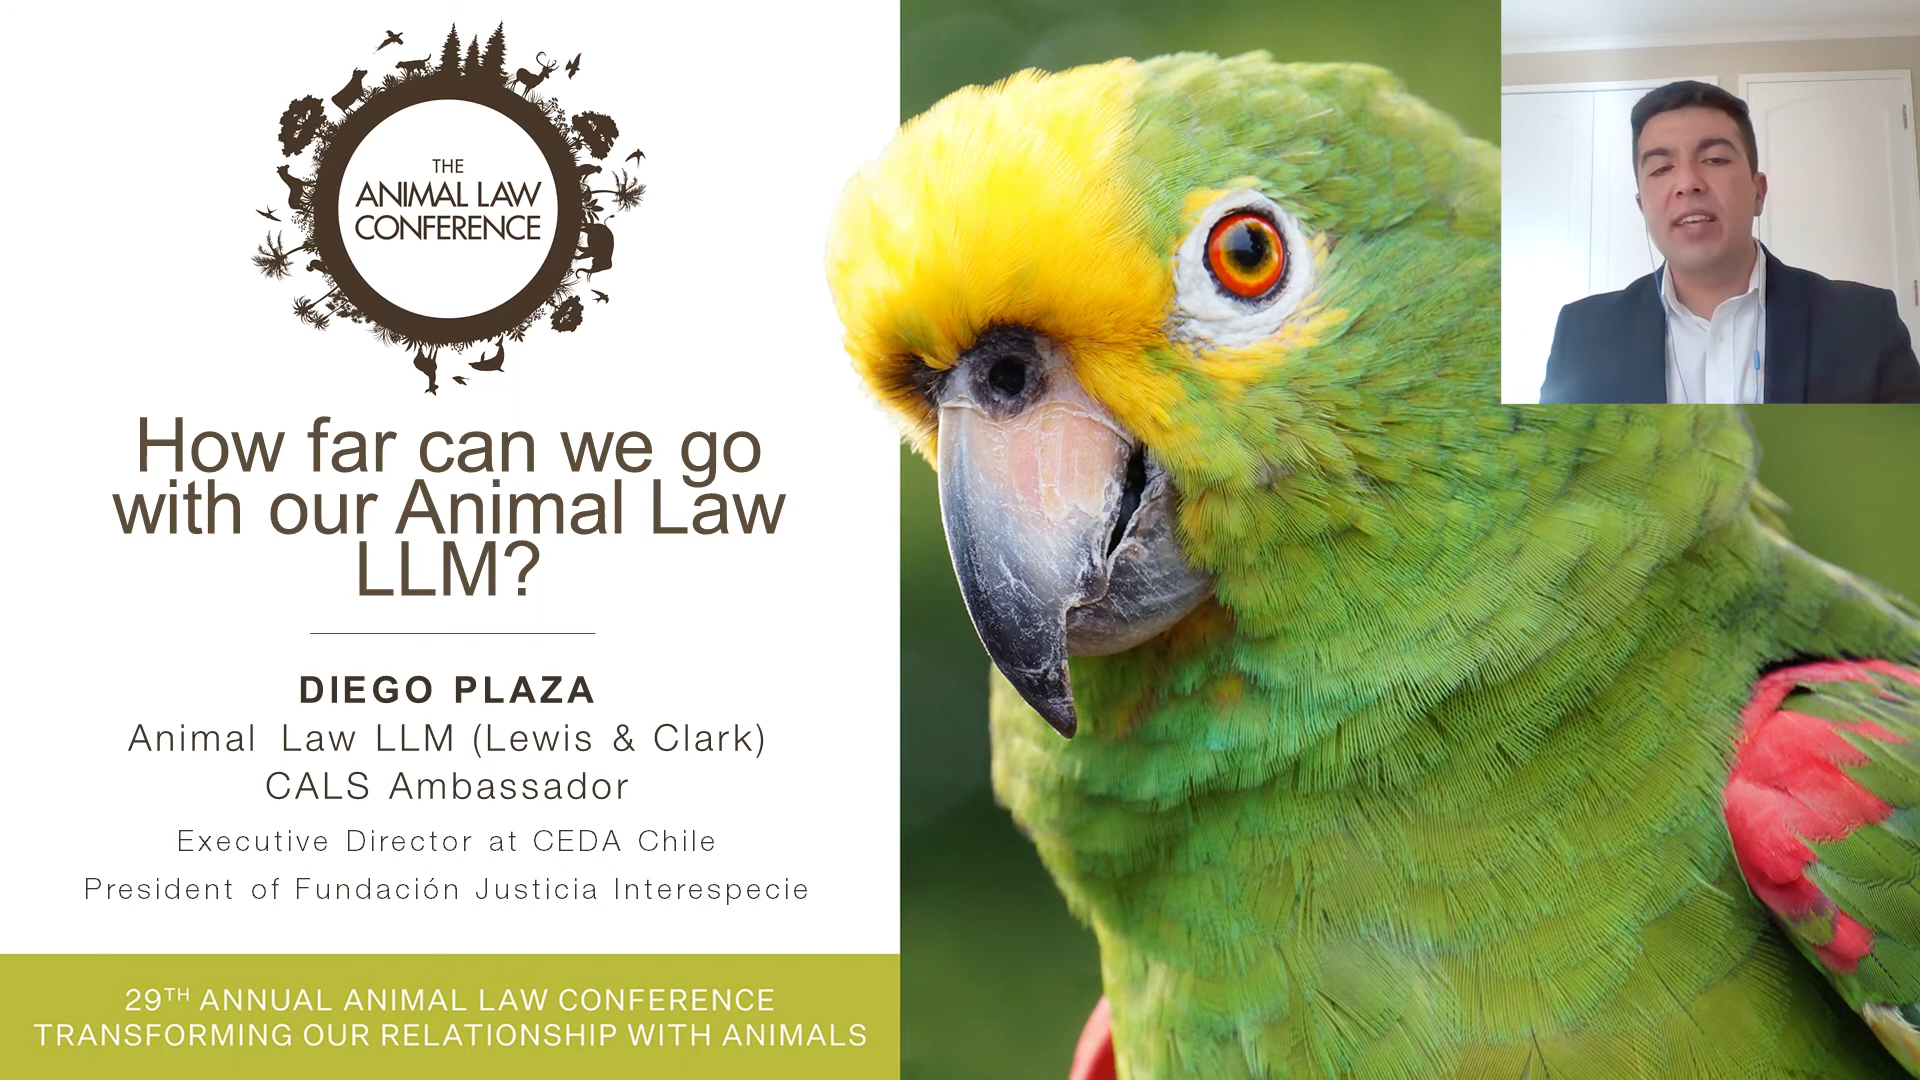 THE
ANIMAL LAW
CONFERENCE
How far can we go
with our Animal Law
LLM?
DIEGO PLAZA
Animal Law LLM (Lewis & Clark)
CALS Ambassador
Executive Director at CEDA Chile
President of Fundación Justicia Interespecie
29TH ANNUAL ANIMAL LAW CONFERENCE
TRANSFORMING OUR RELATIONSHIP WITH ANIMALS